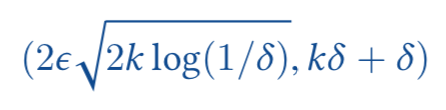 (2ϵ√(2k log(1/δ)), kδ + δ)